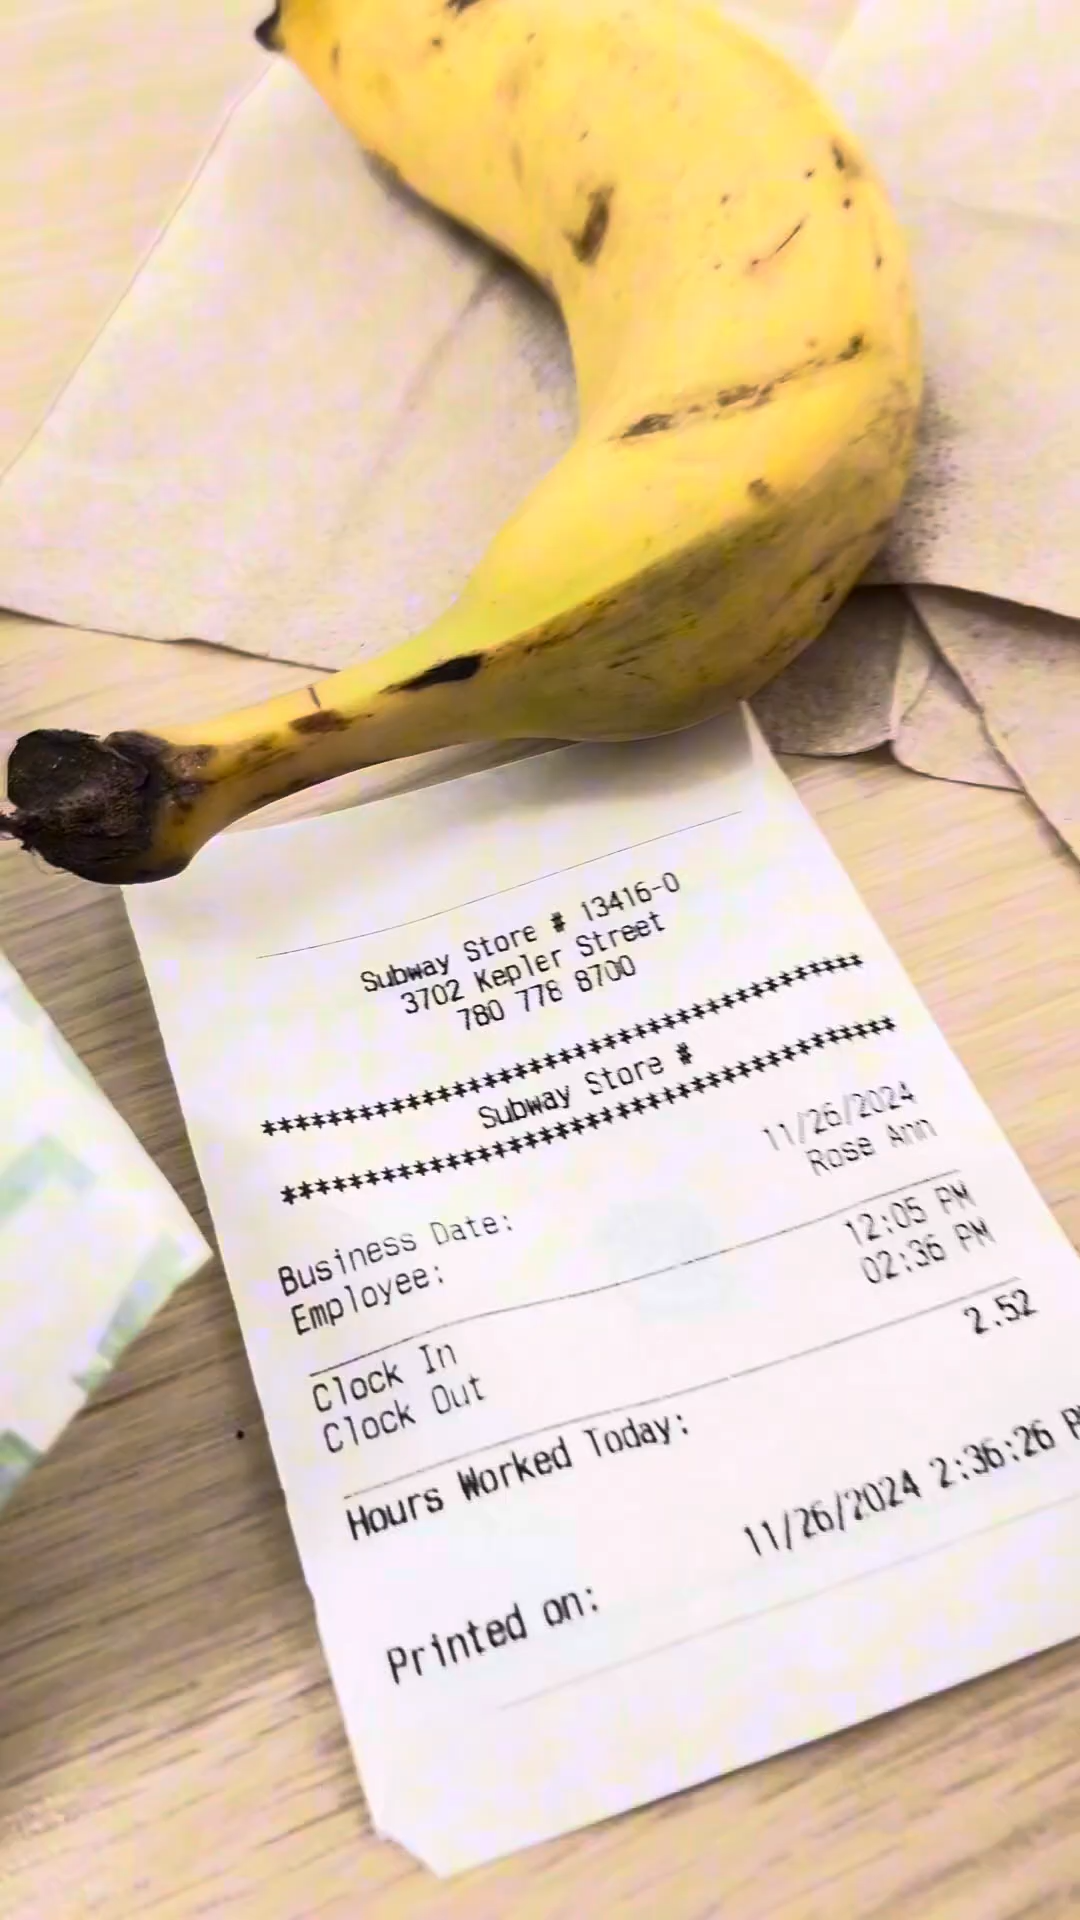 Subway Store # 13416-0
3702 Kepler Street
780 778 8700
******************************************
Subway Store #
******************************************
Business Date: 11/26/2024
Employee: Rose Ann
Clock In 12:05 PM
Clock Out 02:36 PM
Hours Worked Today: 2.52
Printed on: 11/26/2024 2:36:26 P